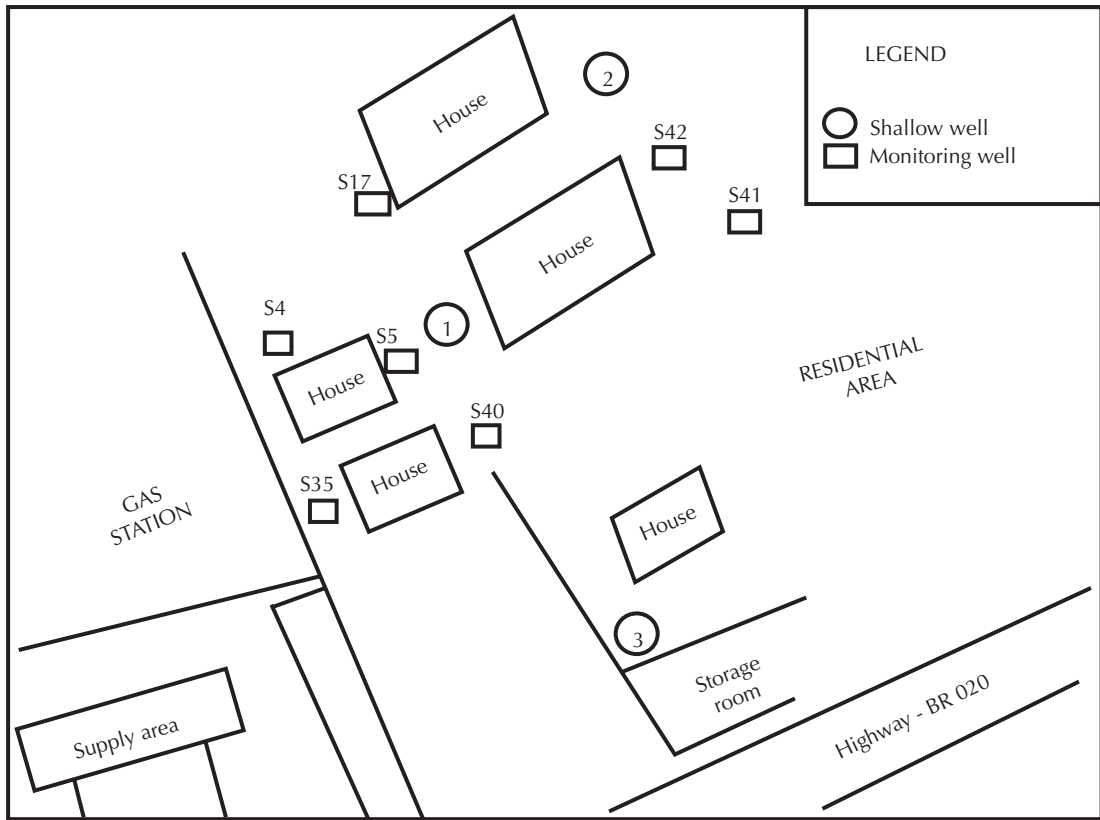 LEGEND
Shallow well
Monitoring well
House
2
S42
S17
S41
House
S4
1
S5
House
RESIDENTIAL
AREA
S40
House
S35
GAS
STATION
House
3
Storage
room
Supply area
Highway - BR 020